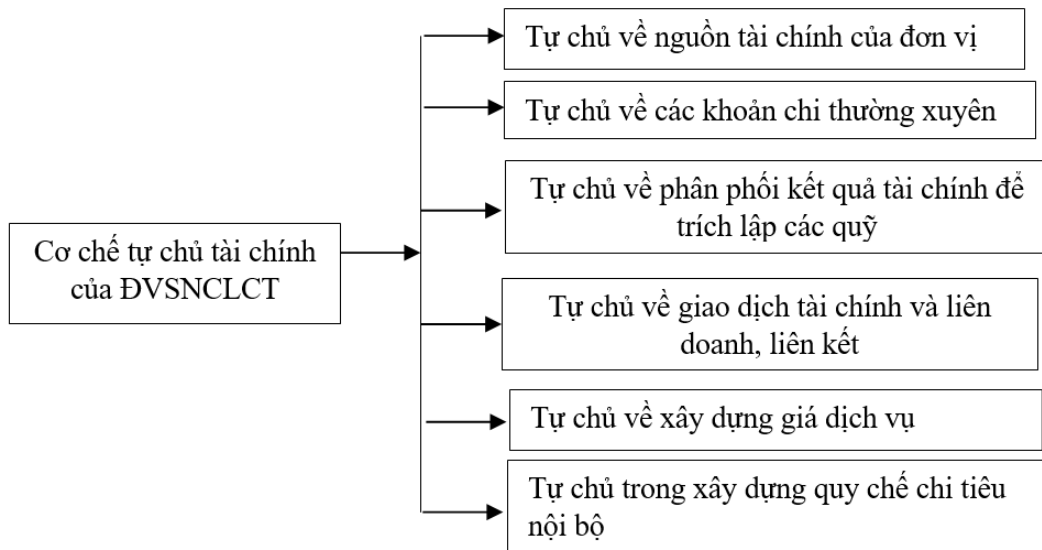 Tự chủ về nguồn tài chính của đơn vị
Tự chủ về các khoản chi thường xuyên
Tự chủ về phân phối kết quả tài chính để
trích lập các quỹ
Cơ chế tự chủ tài chính
của ĐVSNCLCT
Tự chủ về giao dịch tài chính và liên
doanh, liên kết
Tự chủ về xây dựng giá dịch vụ
Tự chủ trong xây dựng quy chế chi tiêu
nội bộ